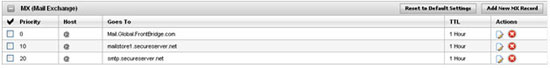 MX (Mail Exchange) Reset to Default Settings Add New MX Record
Priority Host Goes To TTL Actions
0 @ Mail.Global.FrontBridge.com 1 Hour
10 @ mailstore1.secureserver.net 1 Hour
20 @ smtp.secureserver.net 1 Hour